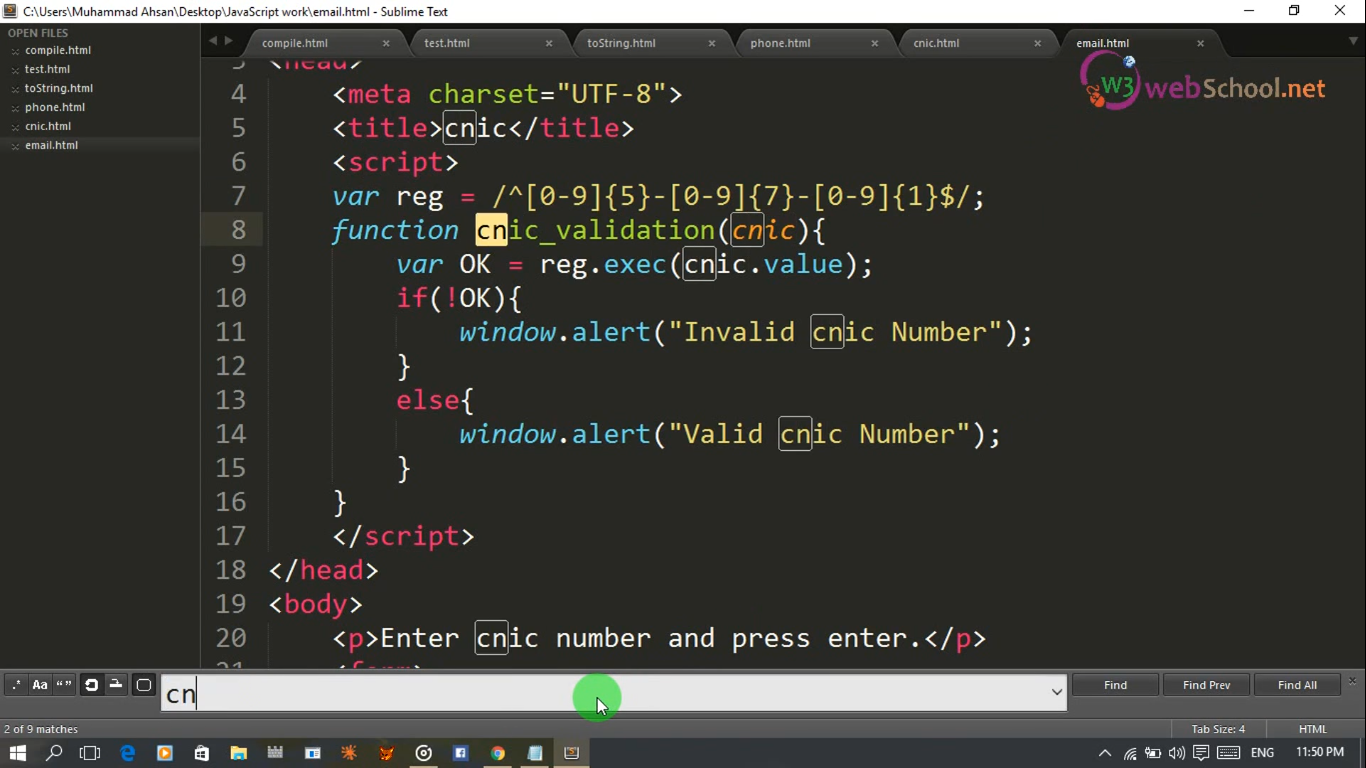 C:\Users\Muhammad Ahsan\Desktop\JavaScript work\email.html - Sublime Text
OPEN FILES
compile.html
test.html
toString.html
phone.html
cnic.html
email.html
compile.html test.html toString.html phone.html cnic.html email.html
W3 webSchool.net
3 <head>
4 <meta charset="UTF-8">
5 <title>cnic</title>
6 <script>
7 var reg = /^[0-9]{5}-[0-9]{7}-[0-9]{1}$/;
8 function cnic_validation(cnic){
9 var OK = reg.exec(cnic.value);
10 if(!OK){
11 window.alert("Invalid cnic Number");
12 }
13 else{
14 window.alert("Valid cnic Number");
15 }
16 }
17 </script>
18 </head>
19 <body>
20 <p>Enter cnic number and press enter.</p>
21 <form>
.* Aa “” cn Find Find Prev Find All
2 of 9 matches Tab Size: 4 HTML
ENG 11:50 PM